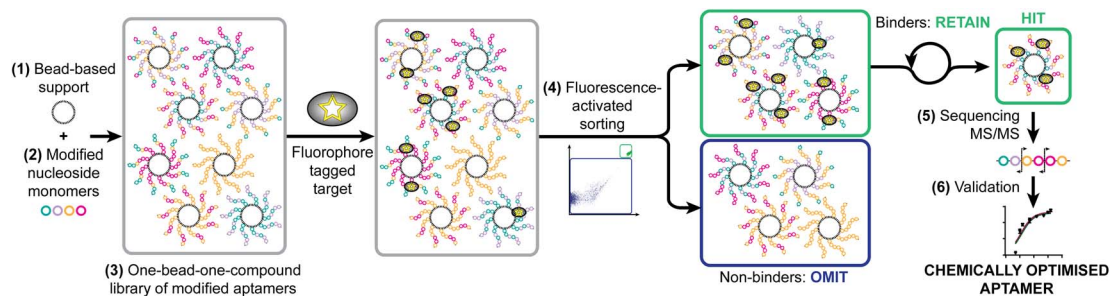 (1) Bead-based
support
+
(2) Modified
nucleoside
monomers
(3) One-bead-one-compound
library of modified aptamers
Fluorophore
tagged
target
(4) Fluorescence-
activated
sorting
Binders: RETAIN
Non-binders: OMIT
HIT
(5) Sequencing
MS/MS
(6) Validation
CHEMICALLY OPTIMISED
APTAMER